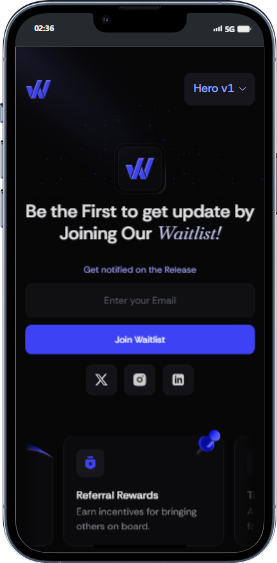 02:36
5G
Hero v1
Be the First to get update by
Joining Our Waitlist!
Get notified on the Release
Enter your Email
Join Waitlist
Referral Rewards
Earn incentives for bringing
others on board.